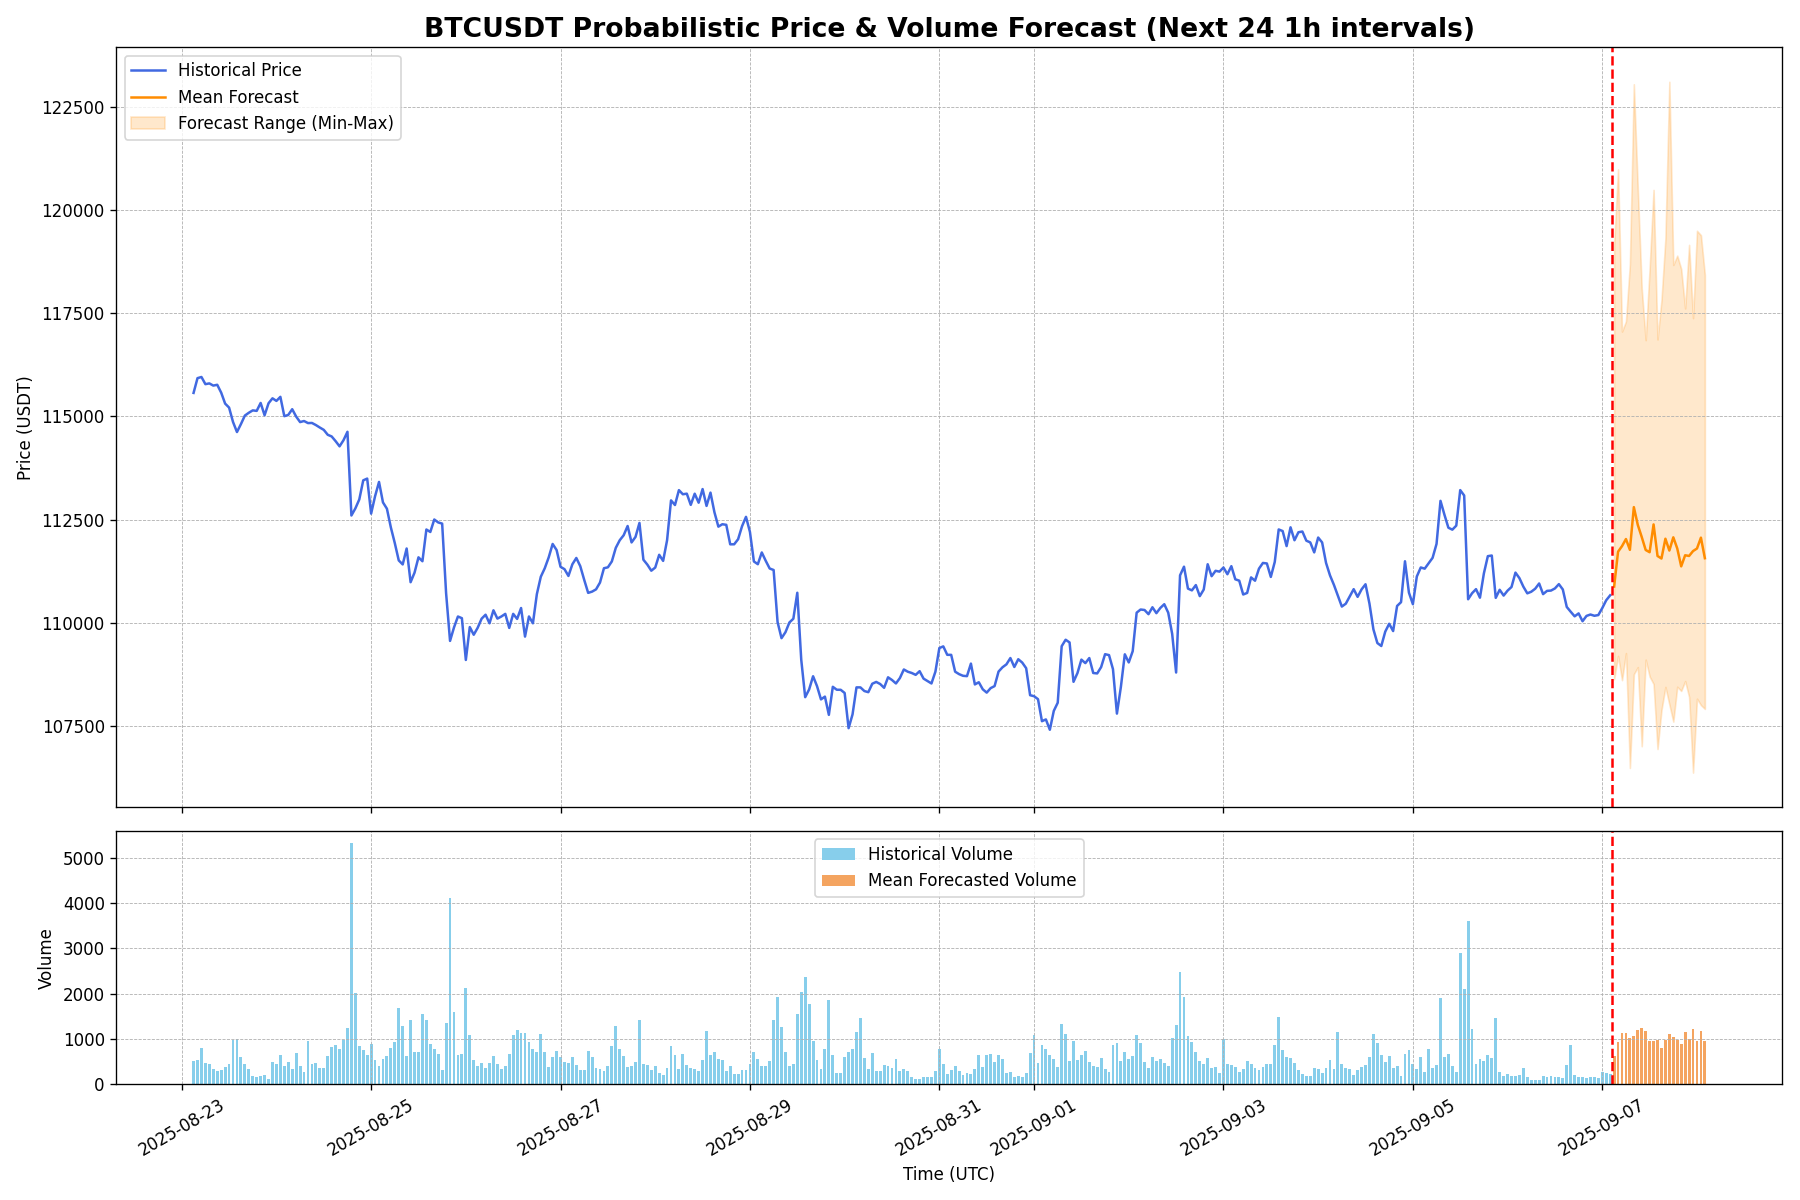 BTCUSDT Probabilistic Price & Volume Forecast (Next 24 1h intervals)
Historical Price
Mean Forecast
Forecast Range (Min-Max)
122500
120000
117500
115000
112500
110000
107500
Price (USDT)
Historical Volume
Mean Forecasted Volume
5000
4000
3000
2000
1000
0
Volume
2025-08-23
2025-08-25
2025-08-27
2025-08-29
2025-08-31
2025-09-01
2025-09-03
2025-09-05
2025-09-07
Time (UTC)